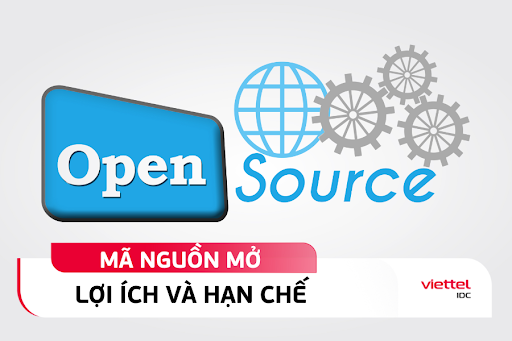 Open
Source
MÃ NGUỒN MỞ
LỢI ÍCH VÀ HẠN CHẾ
viettel
IDC